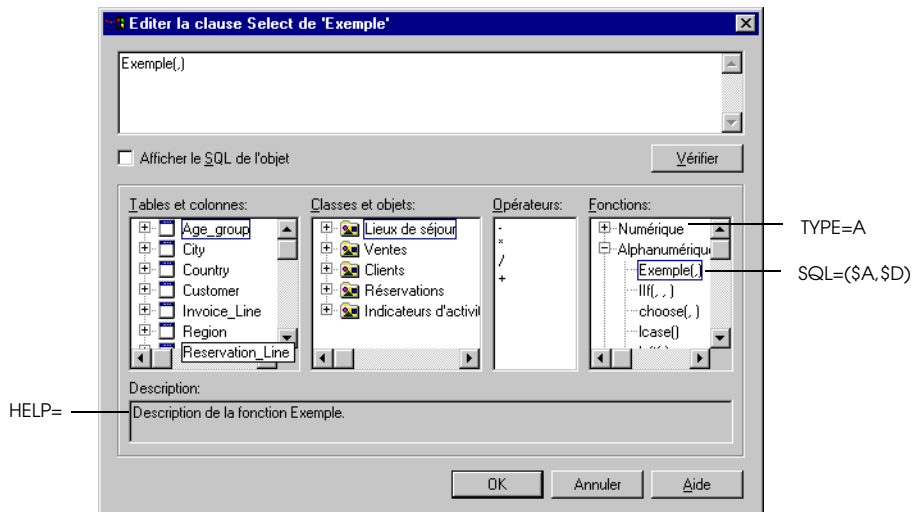 Editer la clause Select de 'Exemple'
Exemple(,)
Afficher le SQL de l'objet
Vérifier
Tables et colonnes:
Age_group
City
Country
Customer
Invoice_Line
Region
Reservation_Line
Classes et objets:
Lieux de séjour
Ventes
Clients
Réservations
Indicateurs d'activit
Opérateurs:
-
*
/
+
Fonctions:
Numérique
Alphanumériqu
Exemple(,)
IIf(, , )
choose(, )
lcase()
TYPE=A
SQL=($A,$D)
Description:
HELP=
Description de la fonction Exemple.
OK
Annuler
Aide